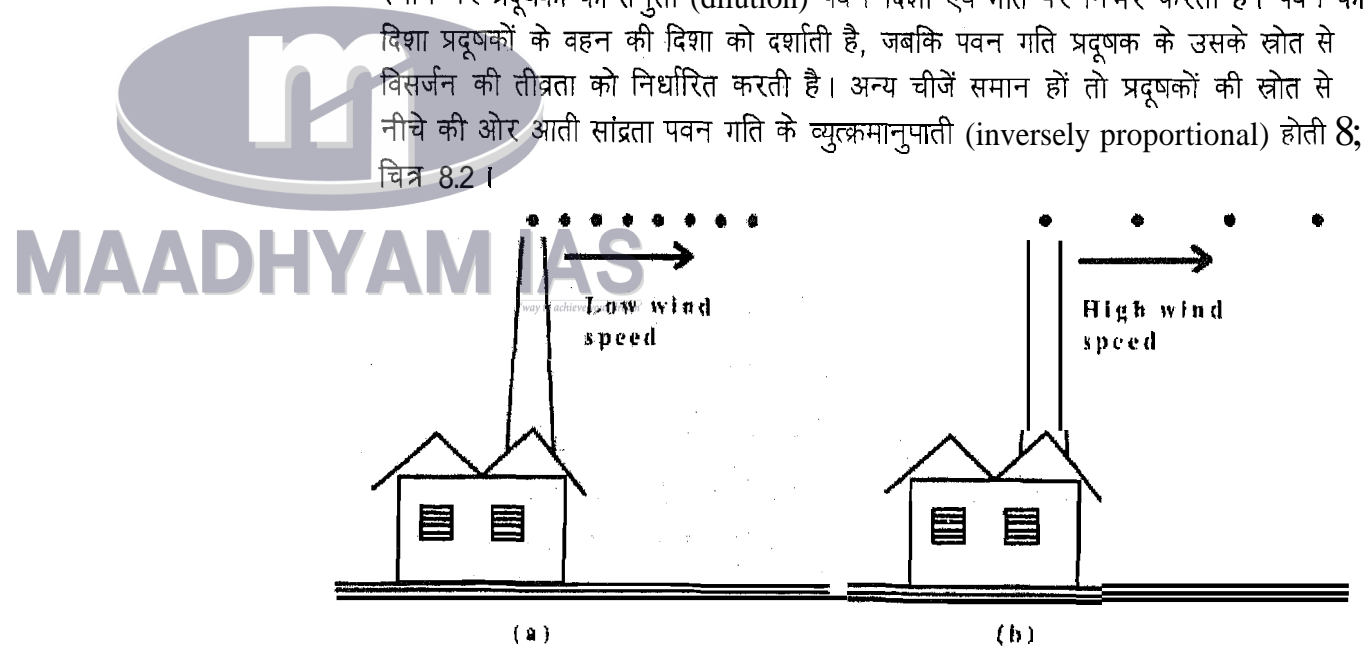 (dilution)
दिशा प्रदूषकों के वहन की दिशा को दर्शाती है, जबकि पवन गति प्रदूषक के उसके स्रोत से
विसर्जन की तीव्रता को निर्धारित करती है। अन्य चीजें समान हों तो प्रदूषकों की स्रोत से
नीचे की ओर आती सांद्रता पवन गति के व्युत्क्रमानुपाती (inversely proportional) होती 8;
चित्र 8.2 ।
MAADHYAM IAS
Low wind
speed
High wind
speed
(a)
(b)